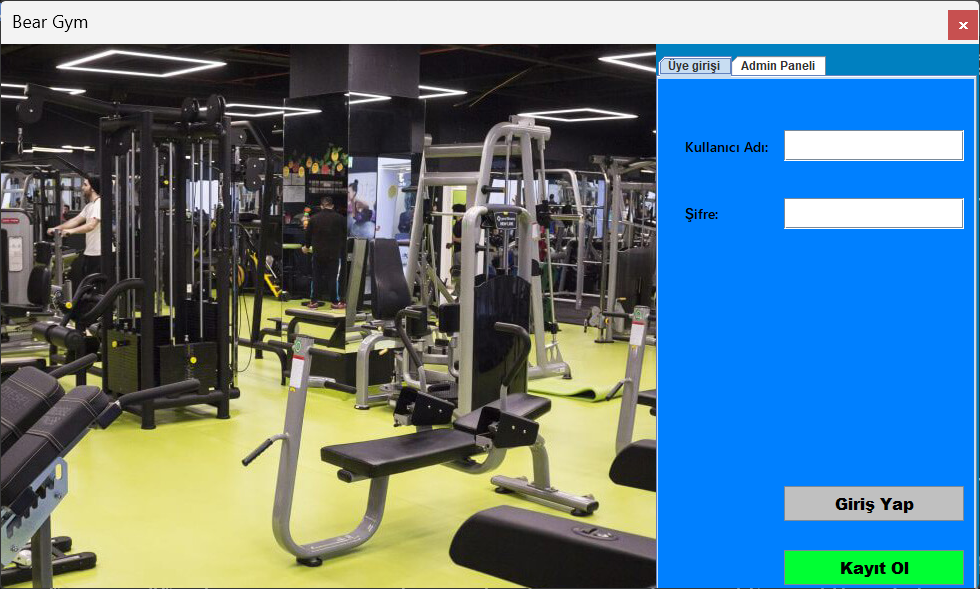 Bear Gym
Üye girişi
Admin Paneli
Kullanıcı Adı:
Şifre:
Giriş Yap
Kayıt Ol